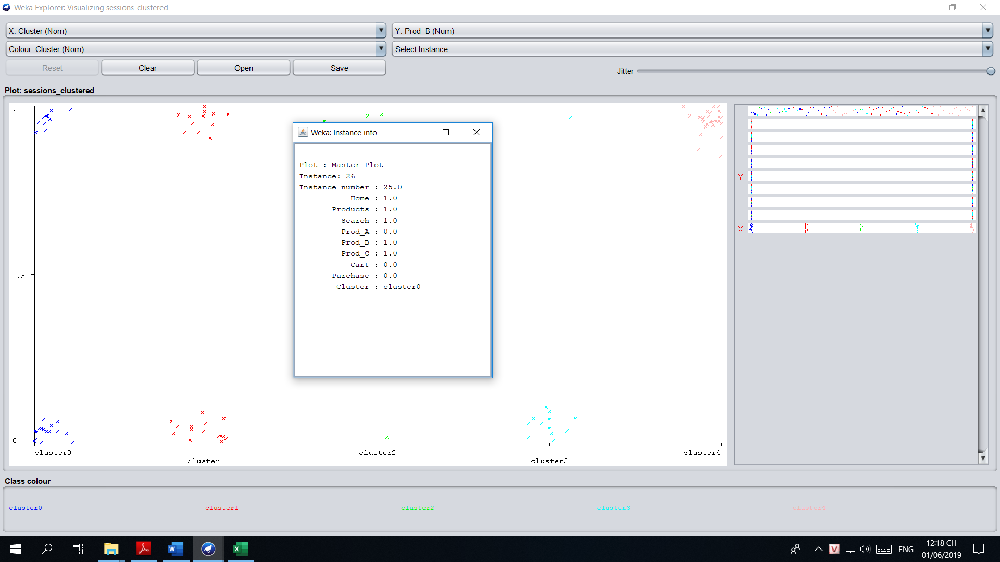 Weka Explorer: Visualizing sessions_clustered
X: Cluster (Nom)
Y: Prod_B (Num)
Colour: Cluster (Nom)
Select Instance
Reset
Clear
Open
Save
Jitter
Plot: sessions_clustered
1
0.5
0
cluster0
cluster1
cluster2
cluster3
cluster4
Weka: Instance info
Plot : Master Plot
Instance: 26
Instance_number : 25.0
Home : 1.0
Products : 1.0
Search : 1.0
Prod_A : 0.0
Prod_B : 1.0
Prod_C : 1.0
Cart : 0.0
Purchase : 0.0
Cluster : cluster0
Y
X
Class colour
cluster0
cluster1
cluster2
cluster3
cluster4
ENG
12:18 CH
01/06/2019